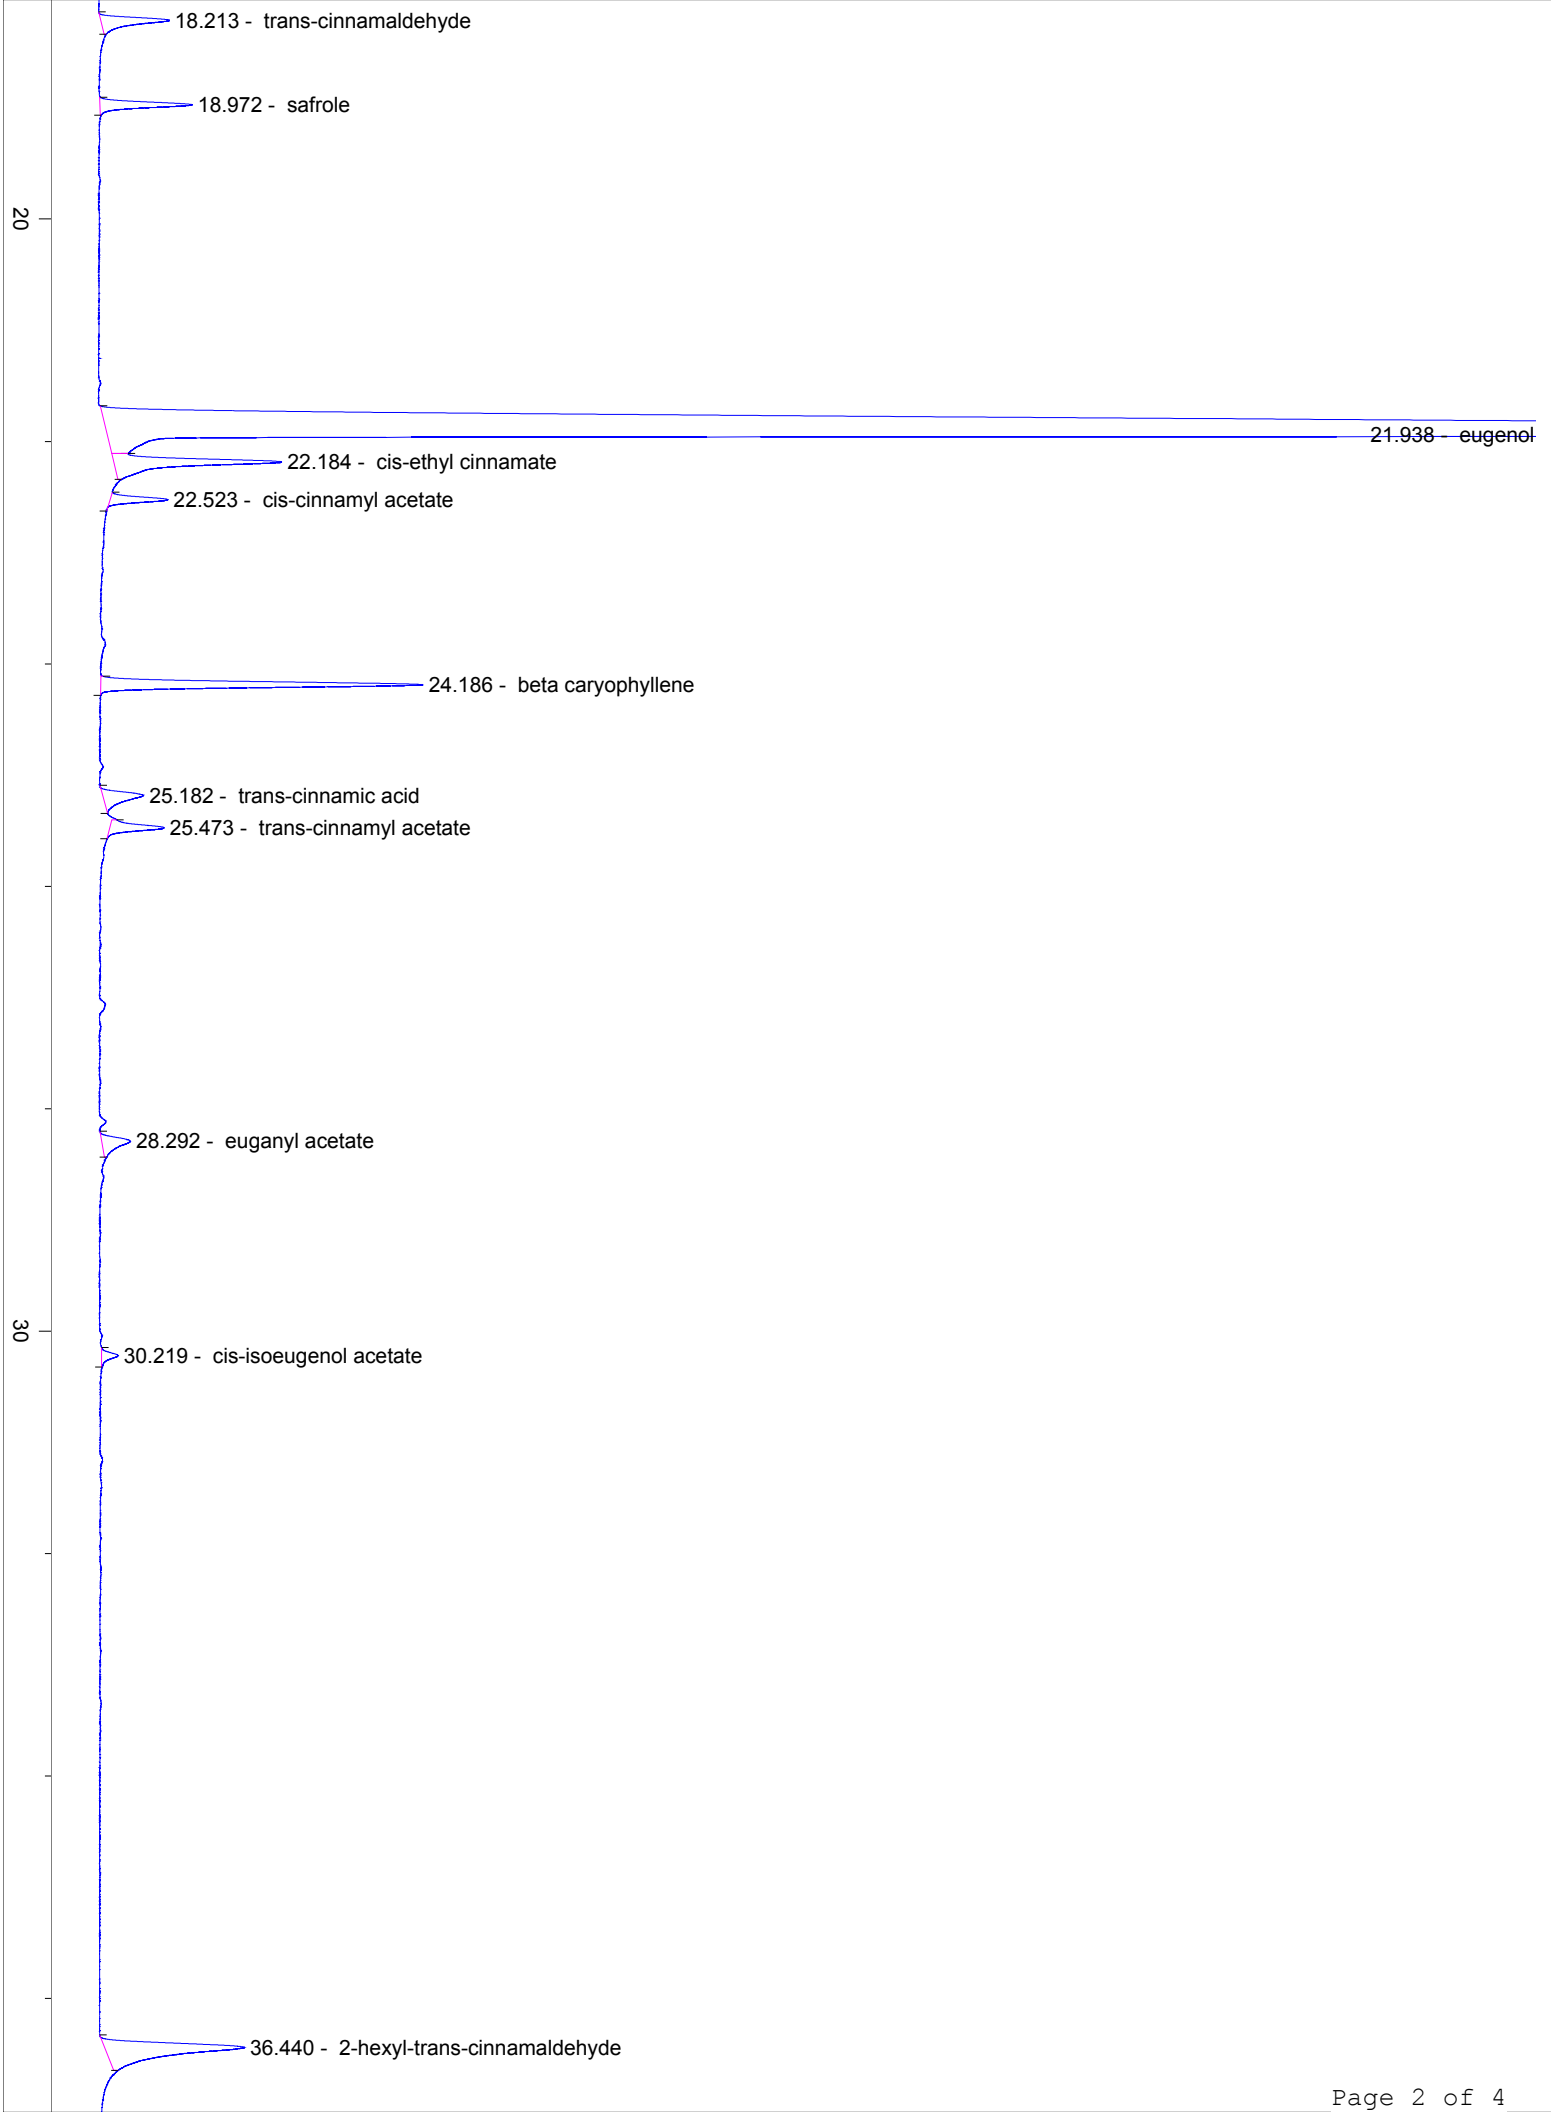 18.213 - trans-cinnamaldehyde
18.972 - safrole
20
21.938 - eugenol
22.184 - cis-ethyl cinnamate
22.523 - cis-cinnamyl acetate
24.186 - beta caryophyllene
25.182 - trans-cinnamic acid
25.473 - trans-cinnamyl acetate
28.292 - euganyl acetate
30
30.219 - cis-isoeugenol acetate
36.440 - 2-hexyl-trans-cinnamaldehyde
Page 2 of 4